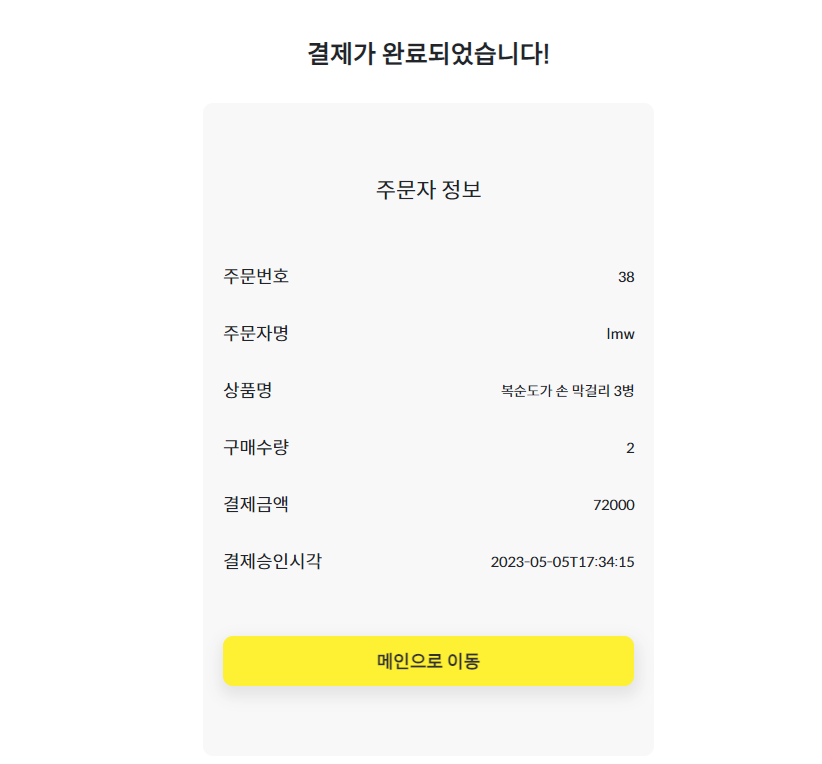 결제가 완료되었습니다!
주문자 정보
주문번호 38
주문자명 lmw
상품명 복순도가 손 막걸리 3병
구매수량 2
결제금액 72000
결제승인시각 2023-05-05T17:34:15
메인으로 이동